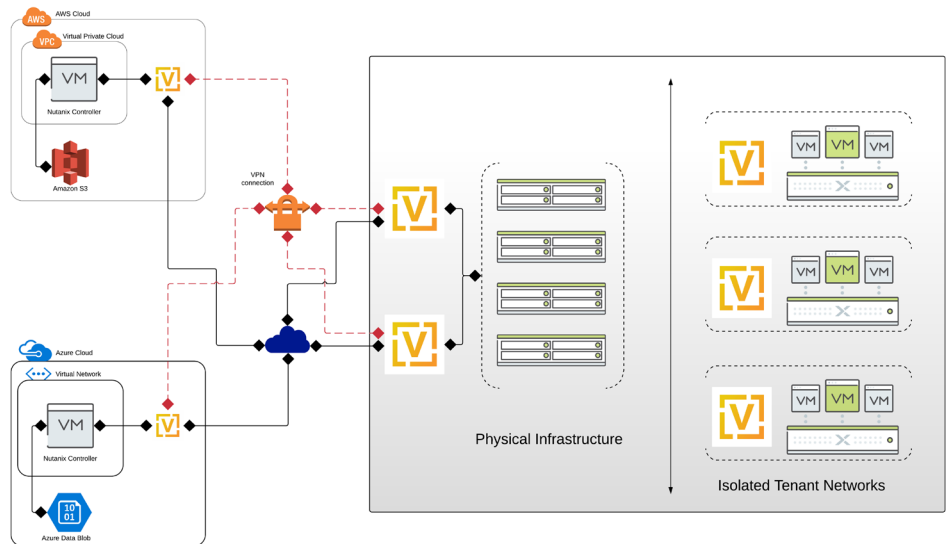 AWS
AWS Cloud
VPC
Virtual Private Cloud
VM
Nutanix Controller
V
Amazon S3
VPN
connection
V
V
Physical Infrastructure
V
VM
VM
VM
X
V
VM
VM
VM
X
V
VM
VM
VM
X
Isolated Tenant Networks
Azure Cloud
Virtual Network
VM
Nutanix Controller
V
10
01
Azure Data Blob